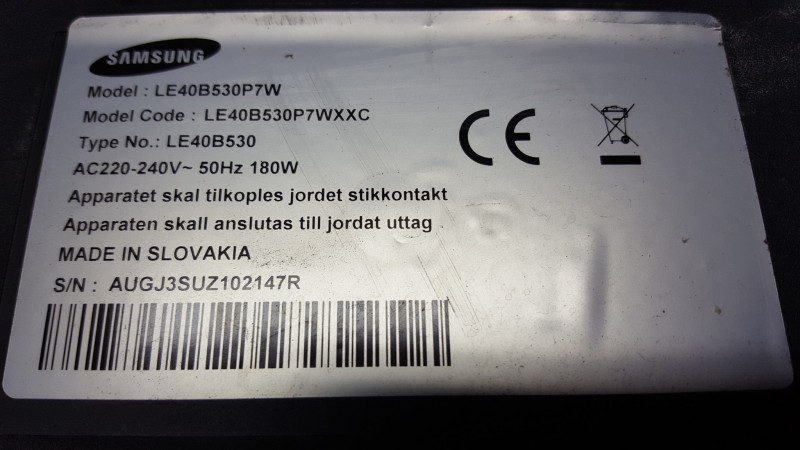 SAMSUNG
Model : LE40B530P7W
Model Code : LE40B530P7WXXC
Type No.: LE40B530
AC220-240V~ 50Hz 180W
Apparatet skal tilkoples jordet stikkontakt
Apparaten skall anslutas till jordat uttag
MADE IN SLOVAKIA
S/N : AUGJ3SUZ102147R
CE